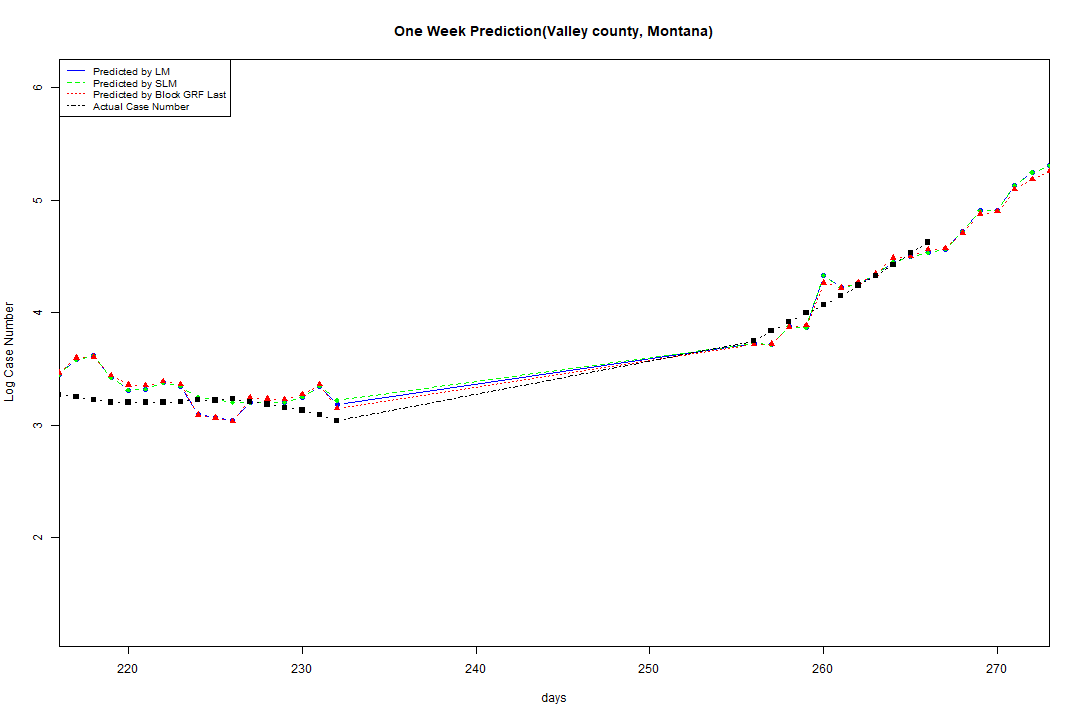 One Week Prediction(Valley county, Montana)
Predicted by LM
Predicted by SLM
Predicted by Block GRF Last
Actual Case Number
6
5
4
3
2
Log Case Number
220 230 240 250 260 270
days